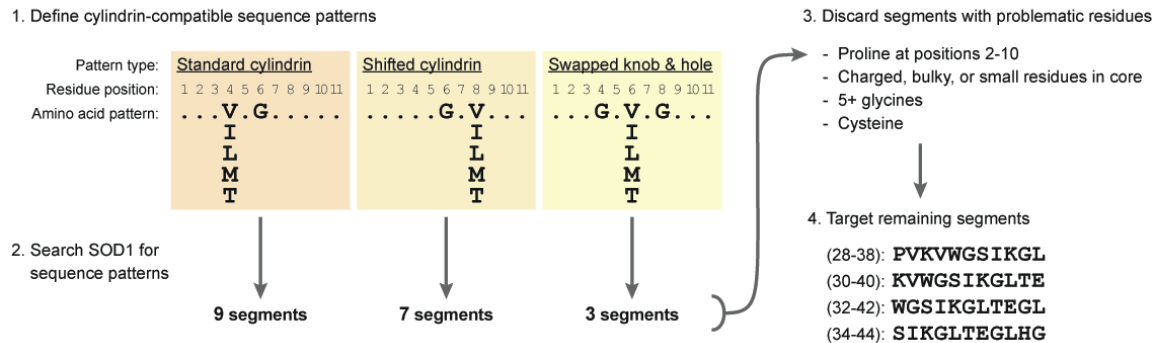 1. Define cylindrin-compatible sequence patterns
Pattern type: Standard cylindrin Shifted cylindrin Swapped knob & hole
Residue position: 1 2 3 4 5 6 7 8 9 10 11 1 2 3 4 5 6 7 8 9 10 11 1 2 3 4 5 6 7 8 9 10 11
Amino acid pattern: . . . V . G . . . . . . . . . . G . V . . . . . . G . V . G . . .
I I I
L L L
M M M
T T T
2. Search SOD1 for
sequence patterns
9 segments 7 segments 3 segments
3. Discard segments with problematic residues
- Proline at positions 2-10
- Charged, bulky, or small residues in core
- 5+ glycines
- Cysteine
4. Target remaining segments
(28-38): PVKVWGSIKGL
(30-40): KVWGSIKGLTE
(32-42): WGSIKGLTEGL
(34-44): SIKGLTEGLHG